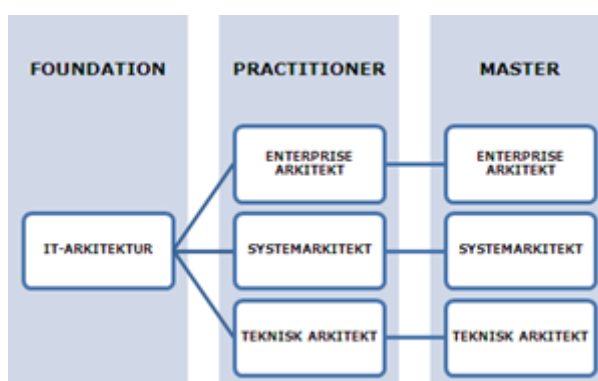 FOUNDATION
PRACTITIONER
MASTER
IT-ARKITEKTUR
ENTERPRISE
ARKITEKT
SYSTEMARKITEKT
TEKNISK ARKITEKT
ENTERPRISE
ARKITEKT
SYSTEMARKITEKT
TEKNISK ARKITEKT